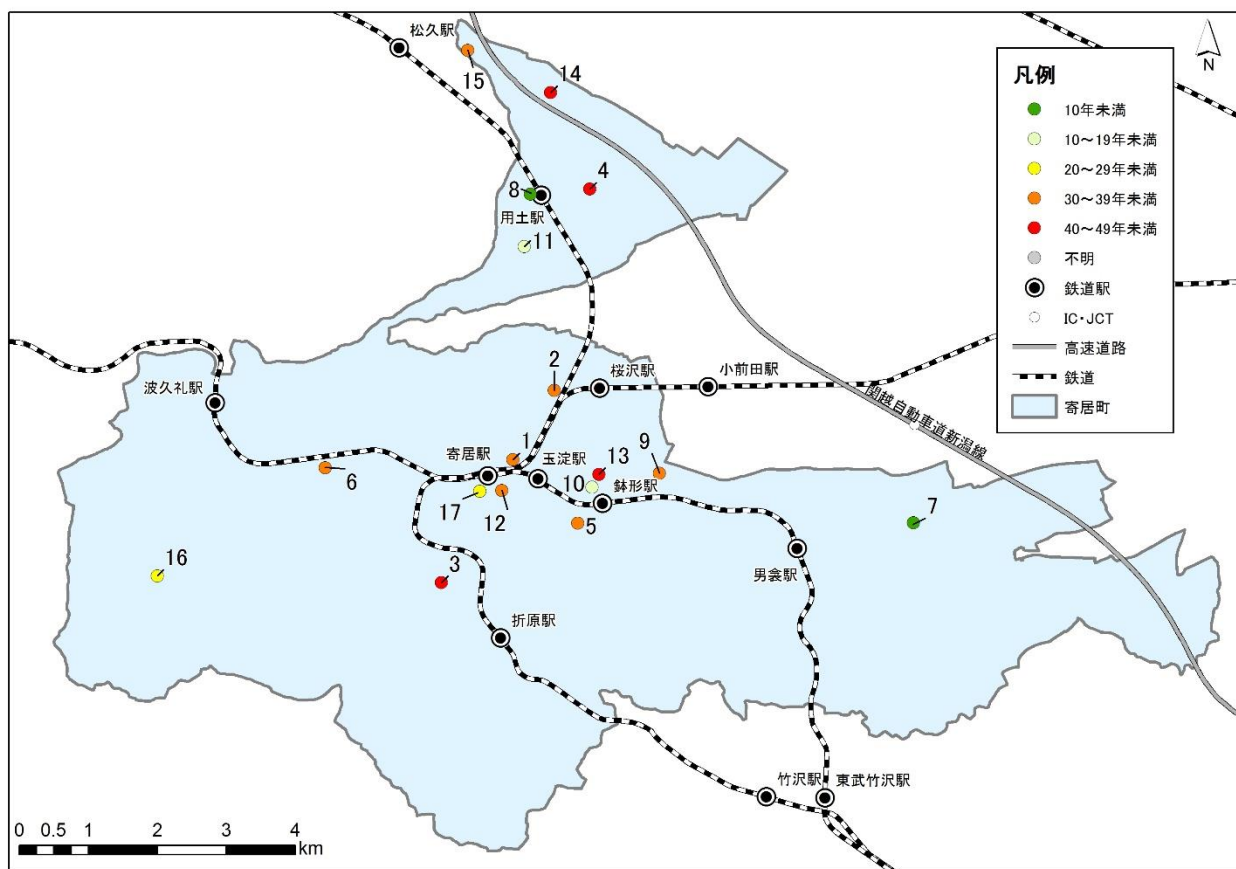 松久駅
15
14
N
凡例
10年未満
10～19年未満
20～29年未満
30～39年未満
40～49年未満
不明
鉄道駅
IC・JCT
高速道路
鉄道
寄居町
8
4
用土駅
11
波久礼駅
2
桜沢駅
小前田駅
関越自動車道新潟線
1
寄居駅
玉淀駅
13
9
6
10
鉢形駅
17
12
5
7
16
3
男衾駅
折原駅
竹沢駅
東武竹沢駅
0 0.5 1 2 3 4
km